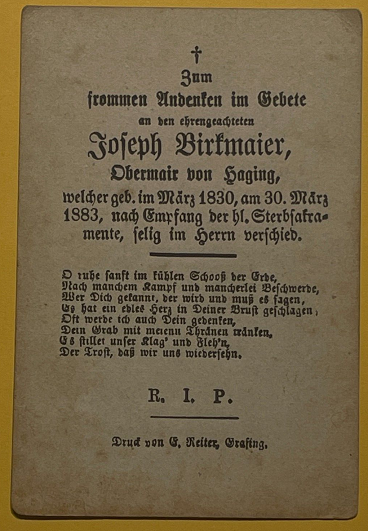 †
Zum
frommen Andenken im Gebete
an den ehrengeachteten
Joseph Birkmaier,
Obermair von Haging,
welcher geb. im März 1830, am 30. März
1883, nach Empfang der hl. Sterbsakra-
mente, selig im Herrn verschied.
O ruhe sanft im kühlen Schooß der Erde,
Nach manchem Kampf und mancherlei Beschwerde,
Wer Dich gekannt, der wird und muß es sagen,
Es hat ein edles Herz in Deiner Brust geschlagen;
Oft werde ich auch Dein gedenken,
Dein Grab mit meienu Thränen tränken,
Es stillet unser Klag' und Fleh'n,
Der Trost, daß wir uns wiedersehn.
R. I. P.
Druck von E. Reiter, Grafing.